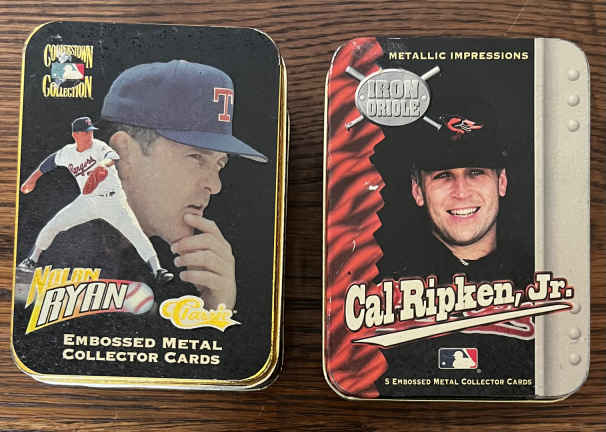 COOPERSTOWN
COLLECTION
T
Rangers
NOLAN
RYAN
Classic
EMBOSSED METAL
COLLECTOR CARDS
METALLIC IMPRESSIONS
IRON
ORIOLE
Cal Ripken, Jr.
5 EMBOSSED METAL COLLECTOR CARDS